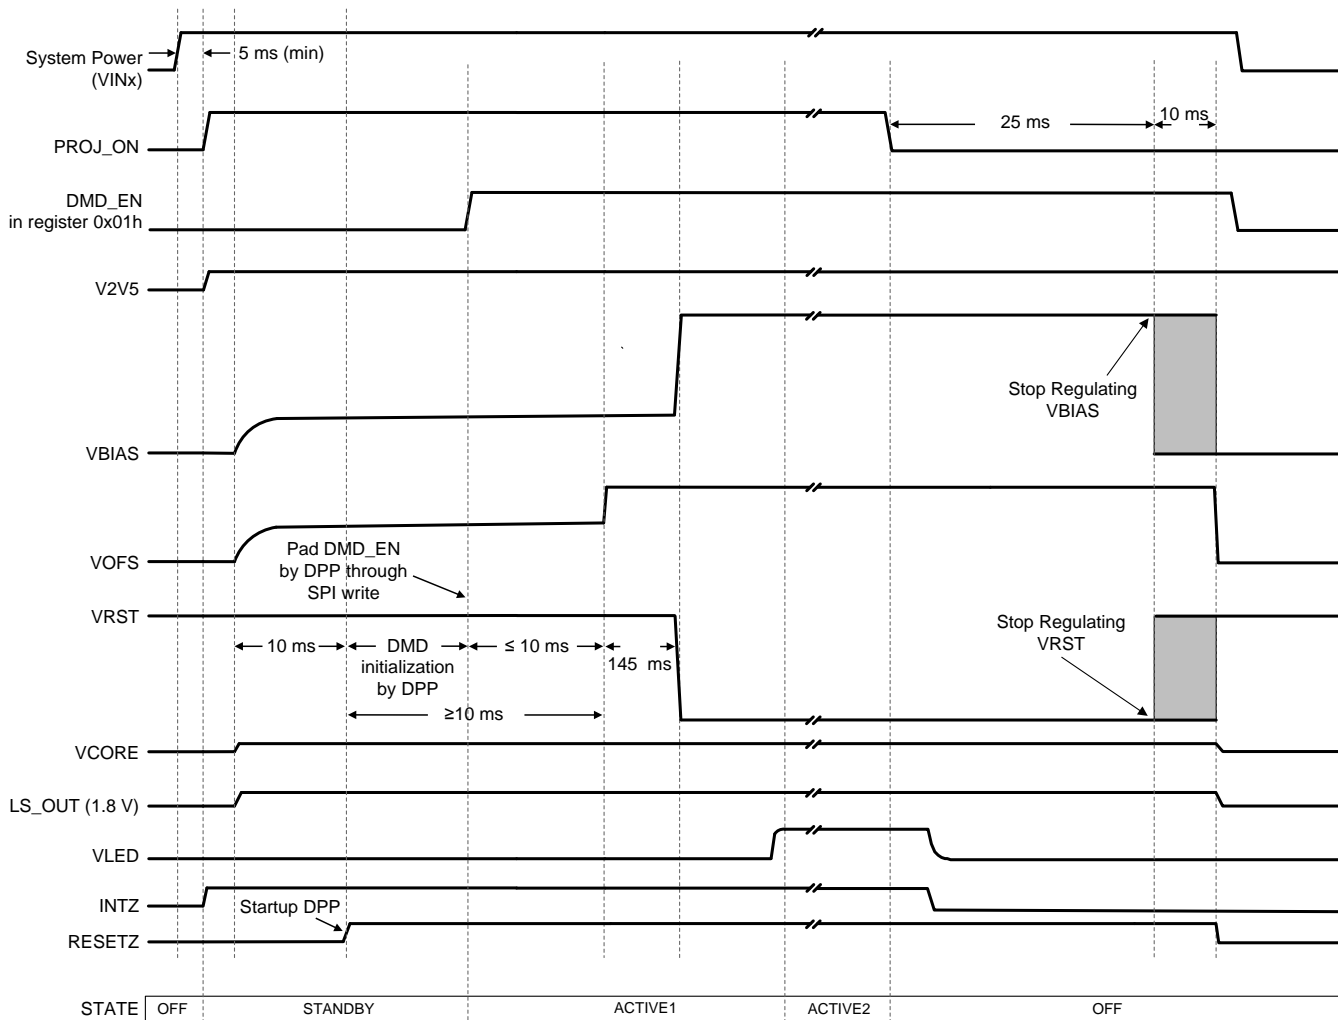 System Power
(VINx)
5 ms (min)
PROJ_ON
25 ms
10 ms
DMD_EN
in register 0x01h
V2V5
Stop Regulating
VBIAS
VBIAS
VOFS
Pad DMD_EN
by DPP through
SPI write
VRST
Stop Regulating
VRST
10 ms
DMD
initialization
by DPP
≤ 10 ms
145 ms
≥10 ms
VCORE
LS_OUT (1.8 V)
VLED
INTZ
Startup DPP
RESETZ
STATE
OFF
STANDBY
ACTIVE1
ACTIVE2
OFF